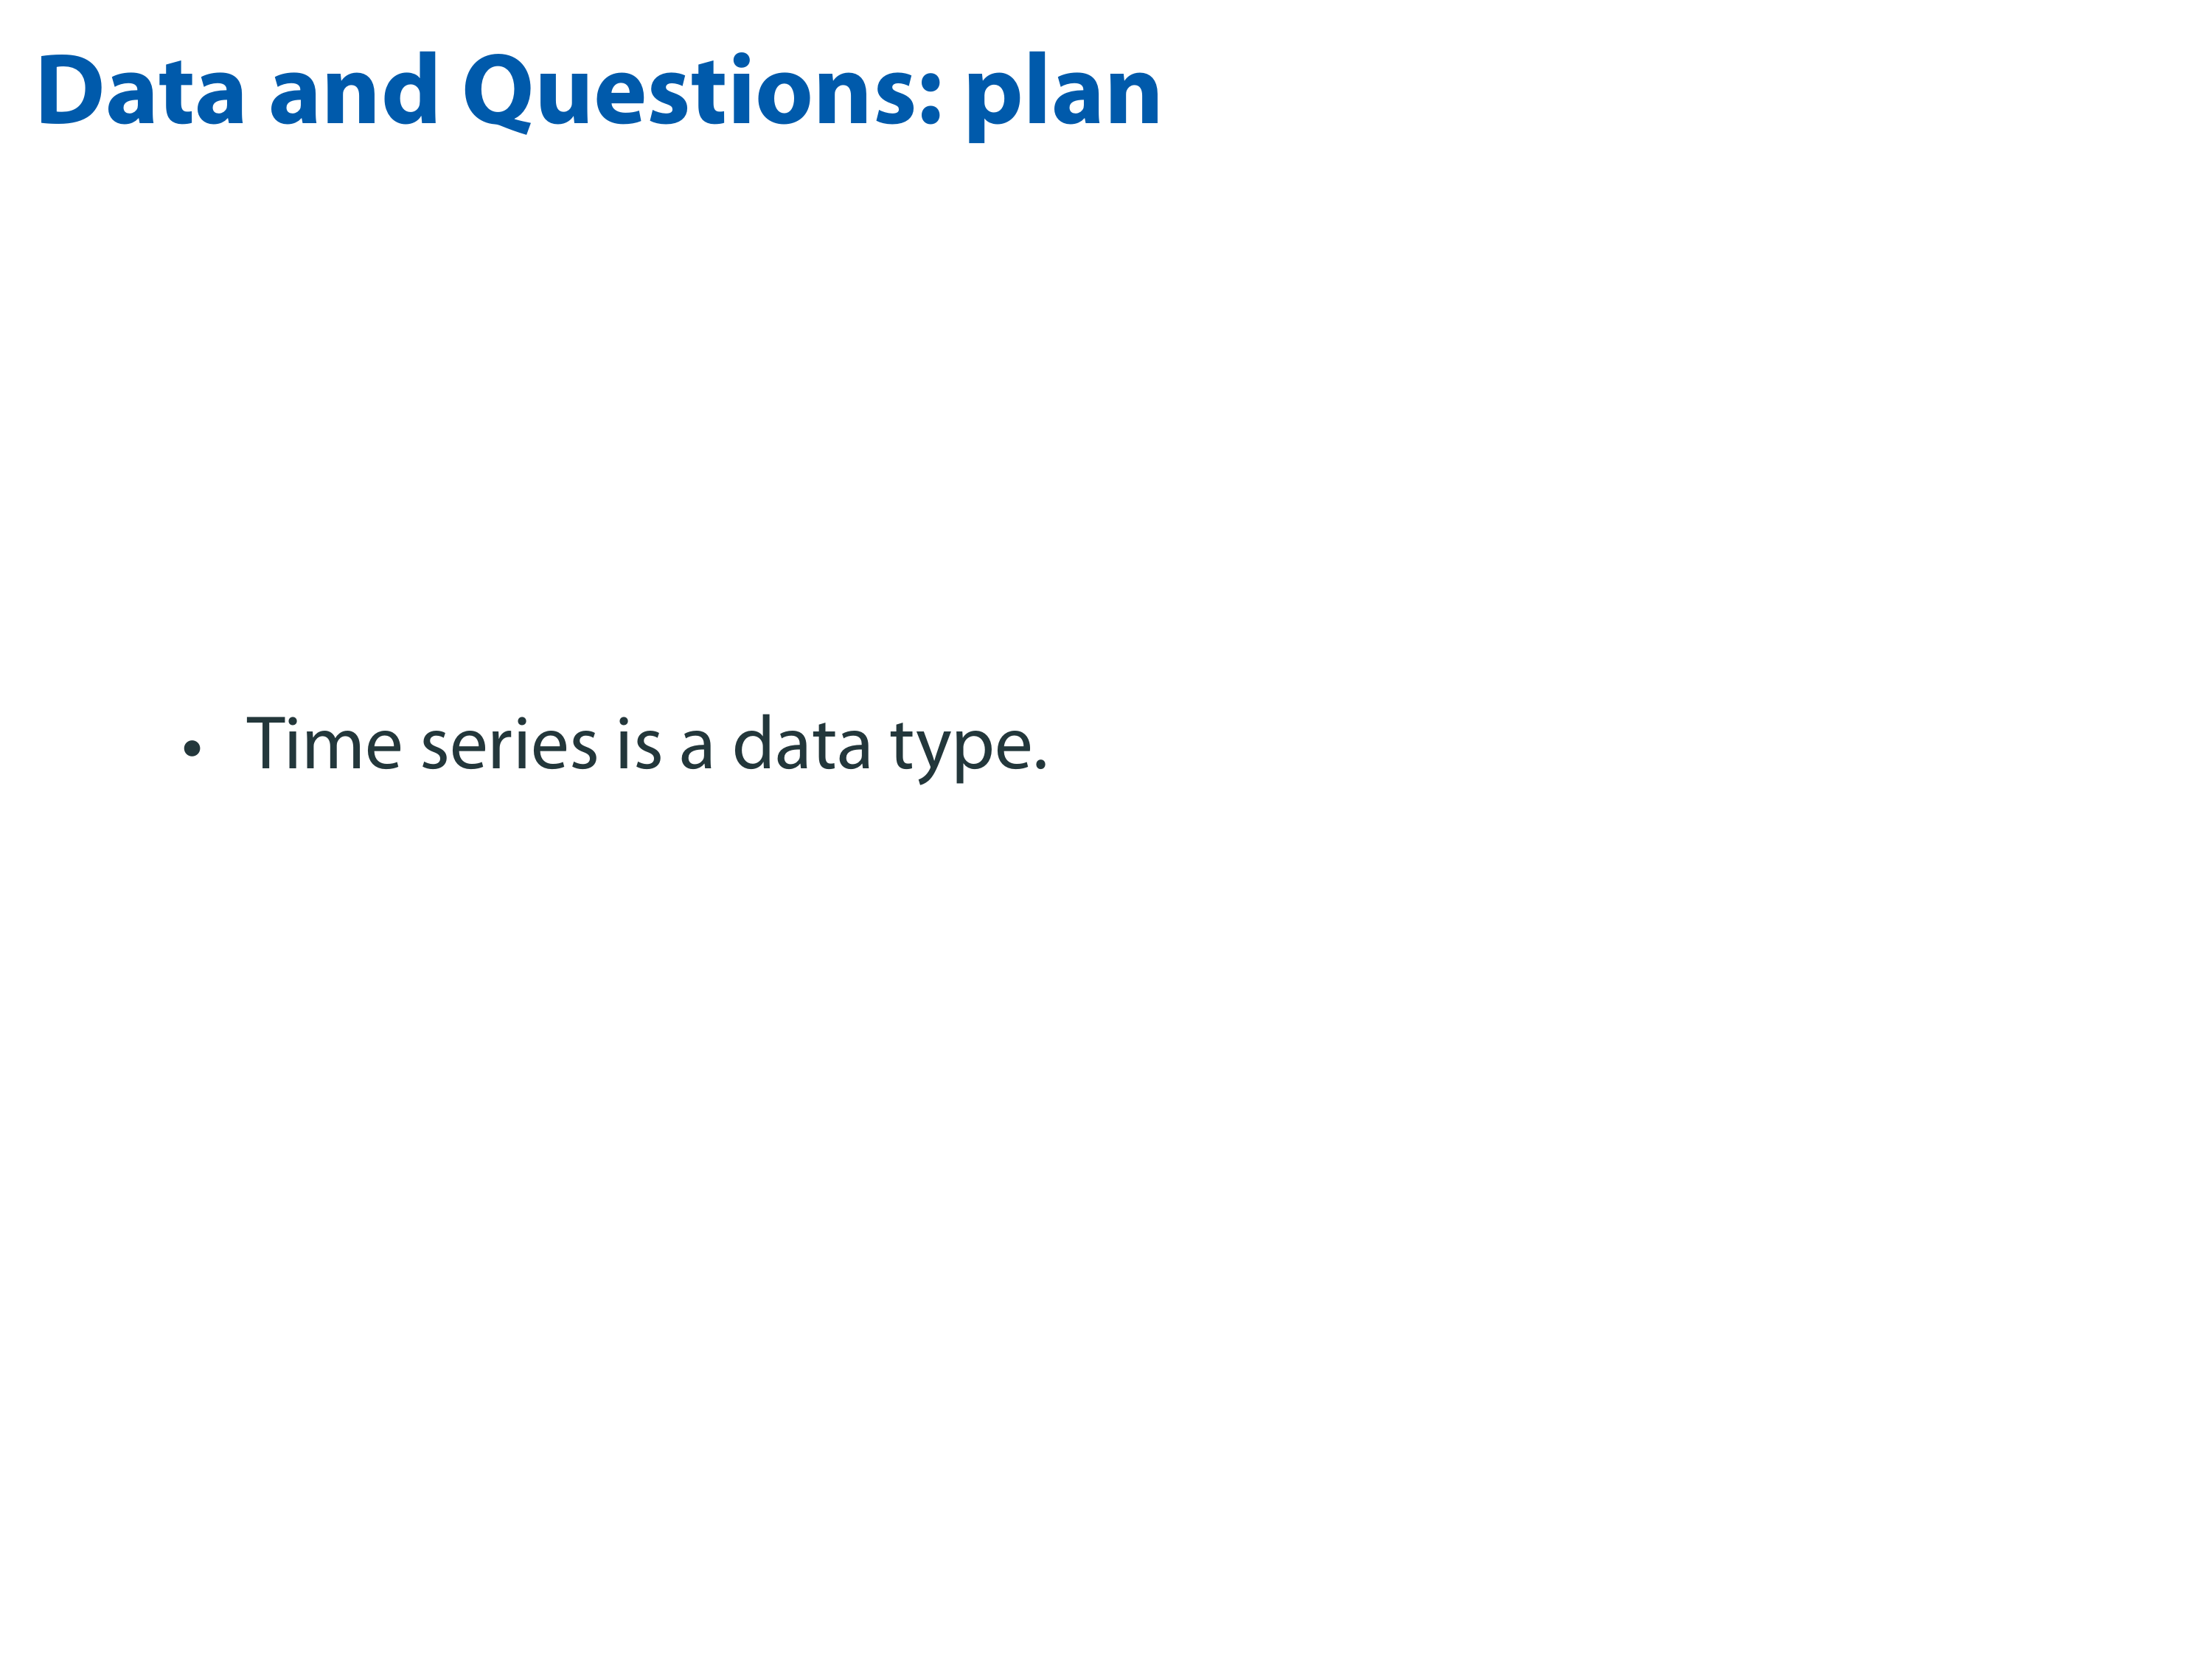 Data and Questions: plan
• Time series is a data type.